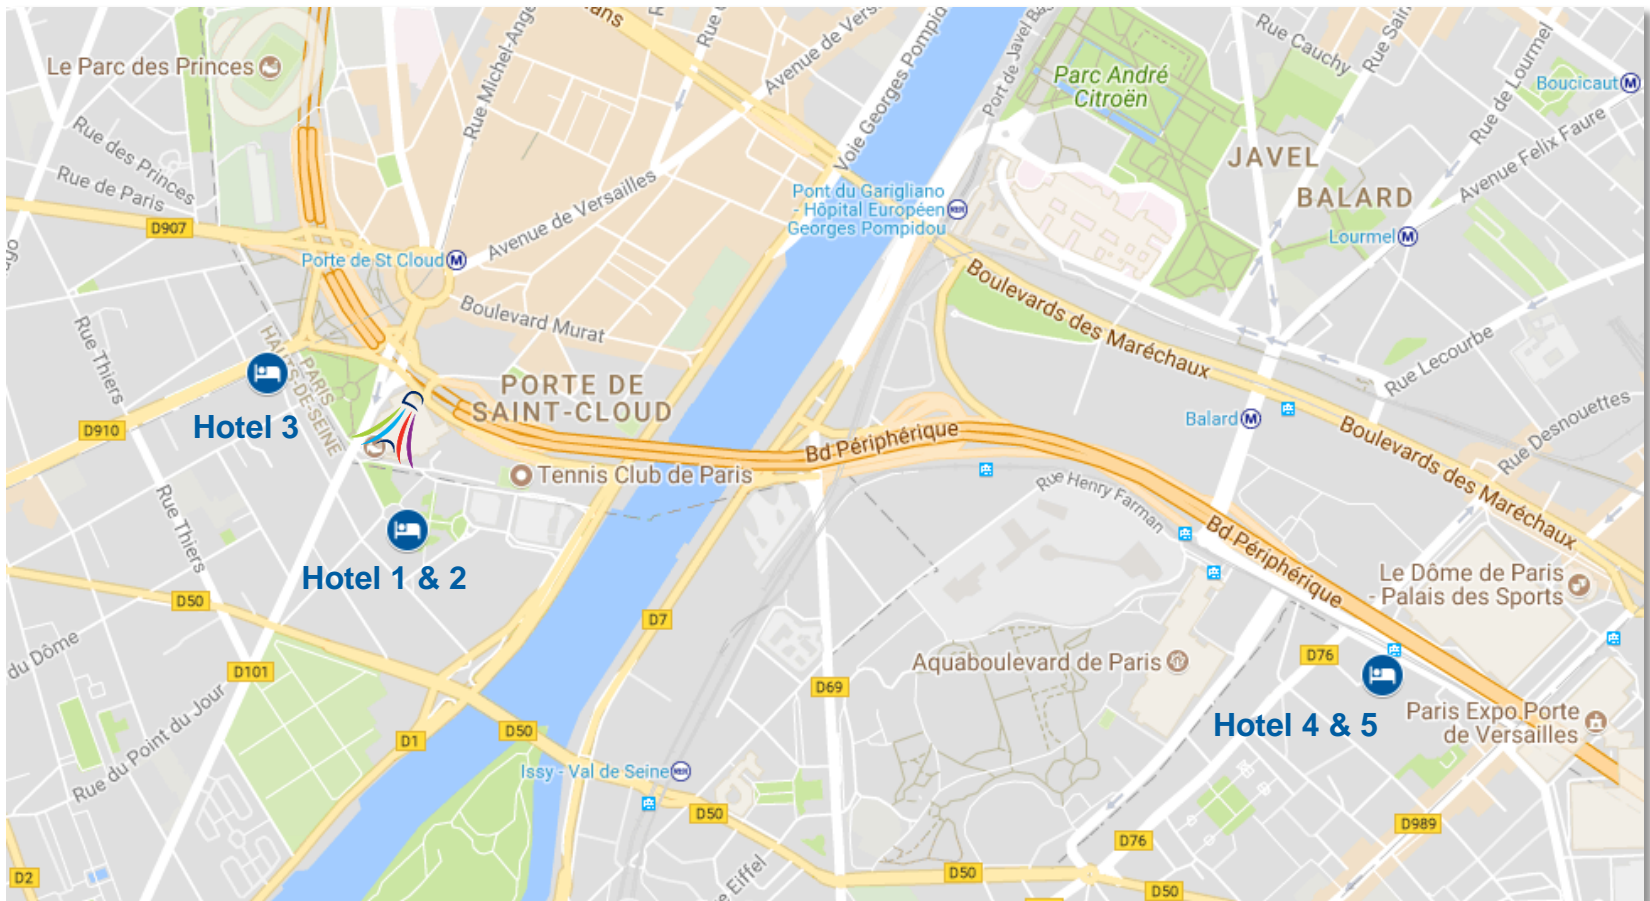 ans
Rue Michel-Ange
Rue
Avenue de Vers
Voie Georges Pompid
Port de Javel Bas
Rue Cauchy
Rue Sain
Rue de Lourmel
Le Parc des Princes
Parc André
Citroën
Boucicaut
Rue des Princes
JAVEL
Avenue Felix Faure
Rue de Paris
Avenue de Versailles
Pont du Garigliano
- Hôpital Européen
Georges Pompidou
BALARD
D907
Lourmel
Porte de St Cloud
ago
Boulevards des Maréchaux
Boulevard Murat
Rue Thiers
HAUTS-DE-SEINE
PARIS
Rue Lecourbe
PORTE DE
SAINT-CLOUD
Hotel 3
D910
Balard
Rue Desnouettes
Bd Périphérique
Boulevards des Maréchaux
Tennis Club de Paris
Rue Henry Farman
Rue Thiers
Bd Périphérique
Hotel 1 & 2
Le Dôme de Paris
- Palais des Sports
D50
D7
du Dôme
D76
Aquaboulevard de Paris
D101
D69
Hotel 4 & 5
Paris Expo Porte
de Versailles
Rue du Point du Jour
D1
D50
Issy - Val de Seine
D50
D989
D76
D2
e Eiffel
D50
D50